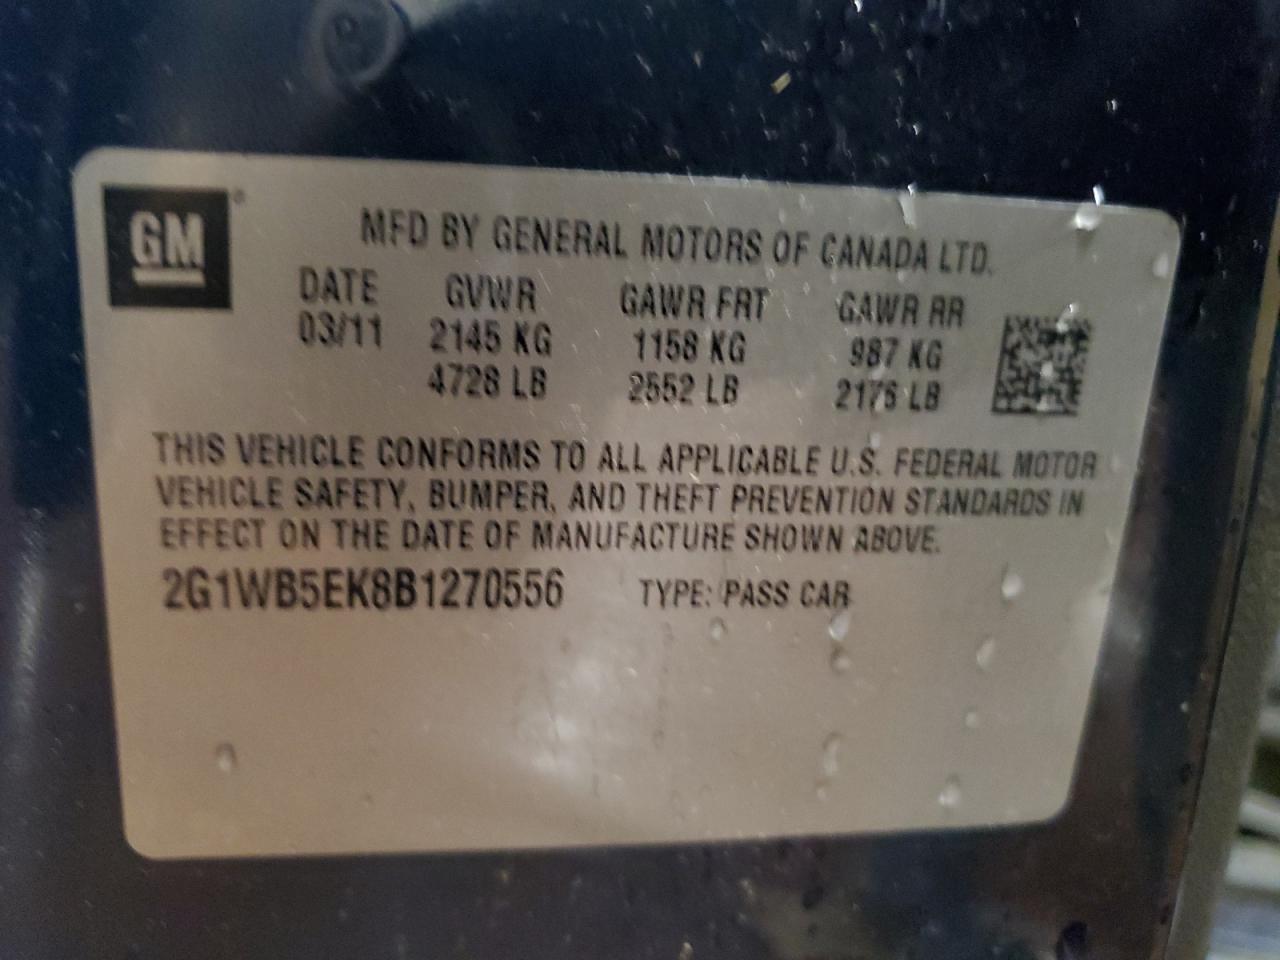 GM
MFD BY GENERAL MOTORS OF CANADA LTD.
DATE GVWR GAWR FRT GAWR RR
03/11 2145 KG 1158 KG 987 KG
4728 LB 2552 LB 2176 LB
THIS VEHICLE CONFORMS TO ALL APPLICABLE U.S. FEDERAL MOTOR
VEHICLE SAFETY, BUMPER, AND THEFT PREVENTION STANDARDS IN
EFFECT ON THE DATE OF MANUFACTURE SHOWN ABOVE.
2G1WB5EK8B1270556 TYPE: PASS CAR